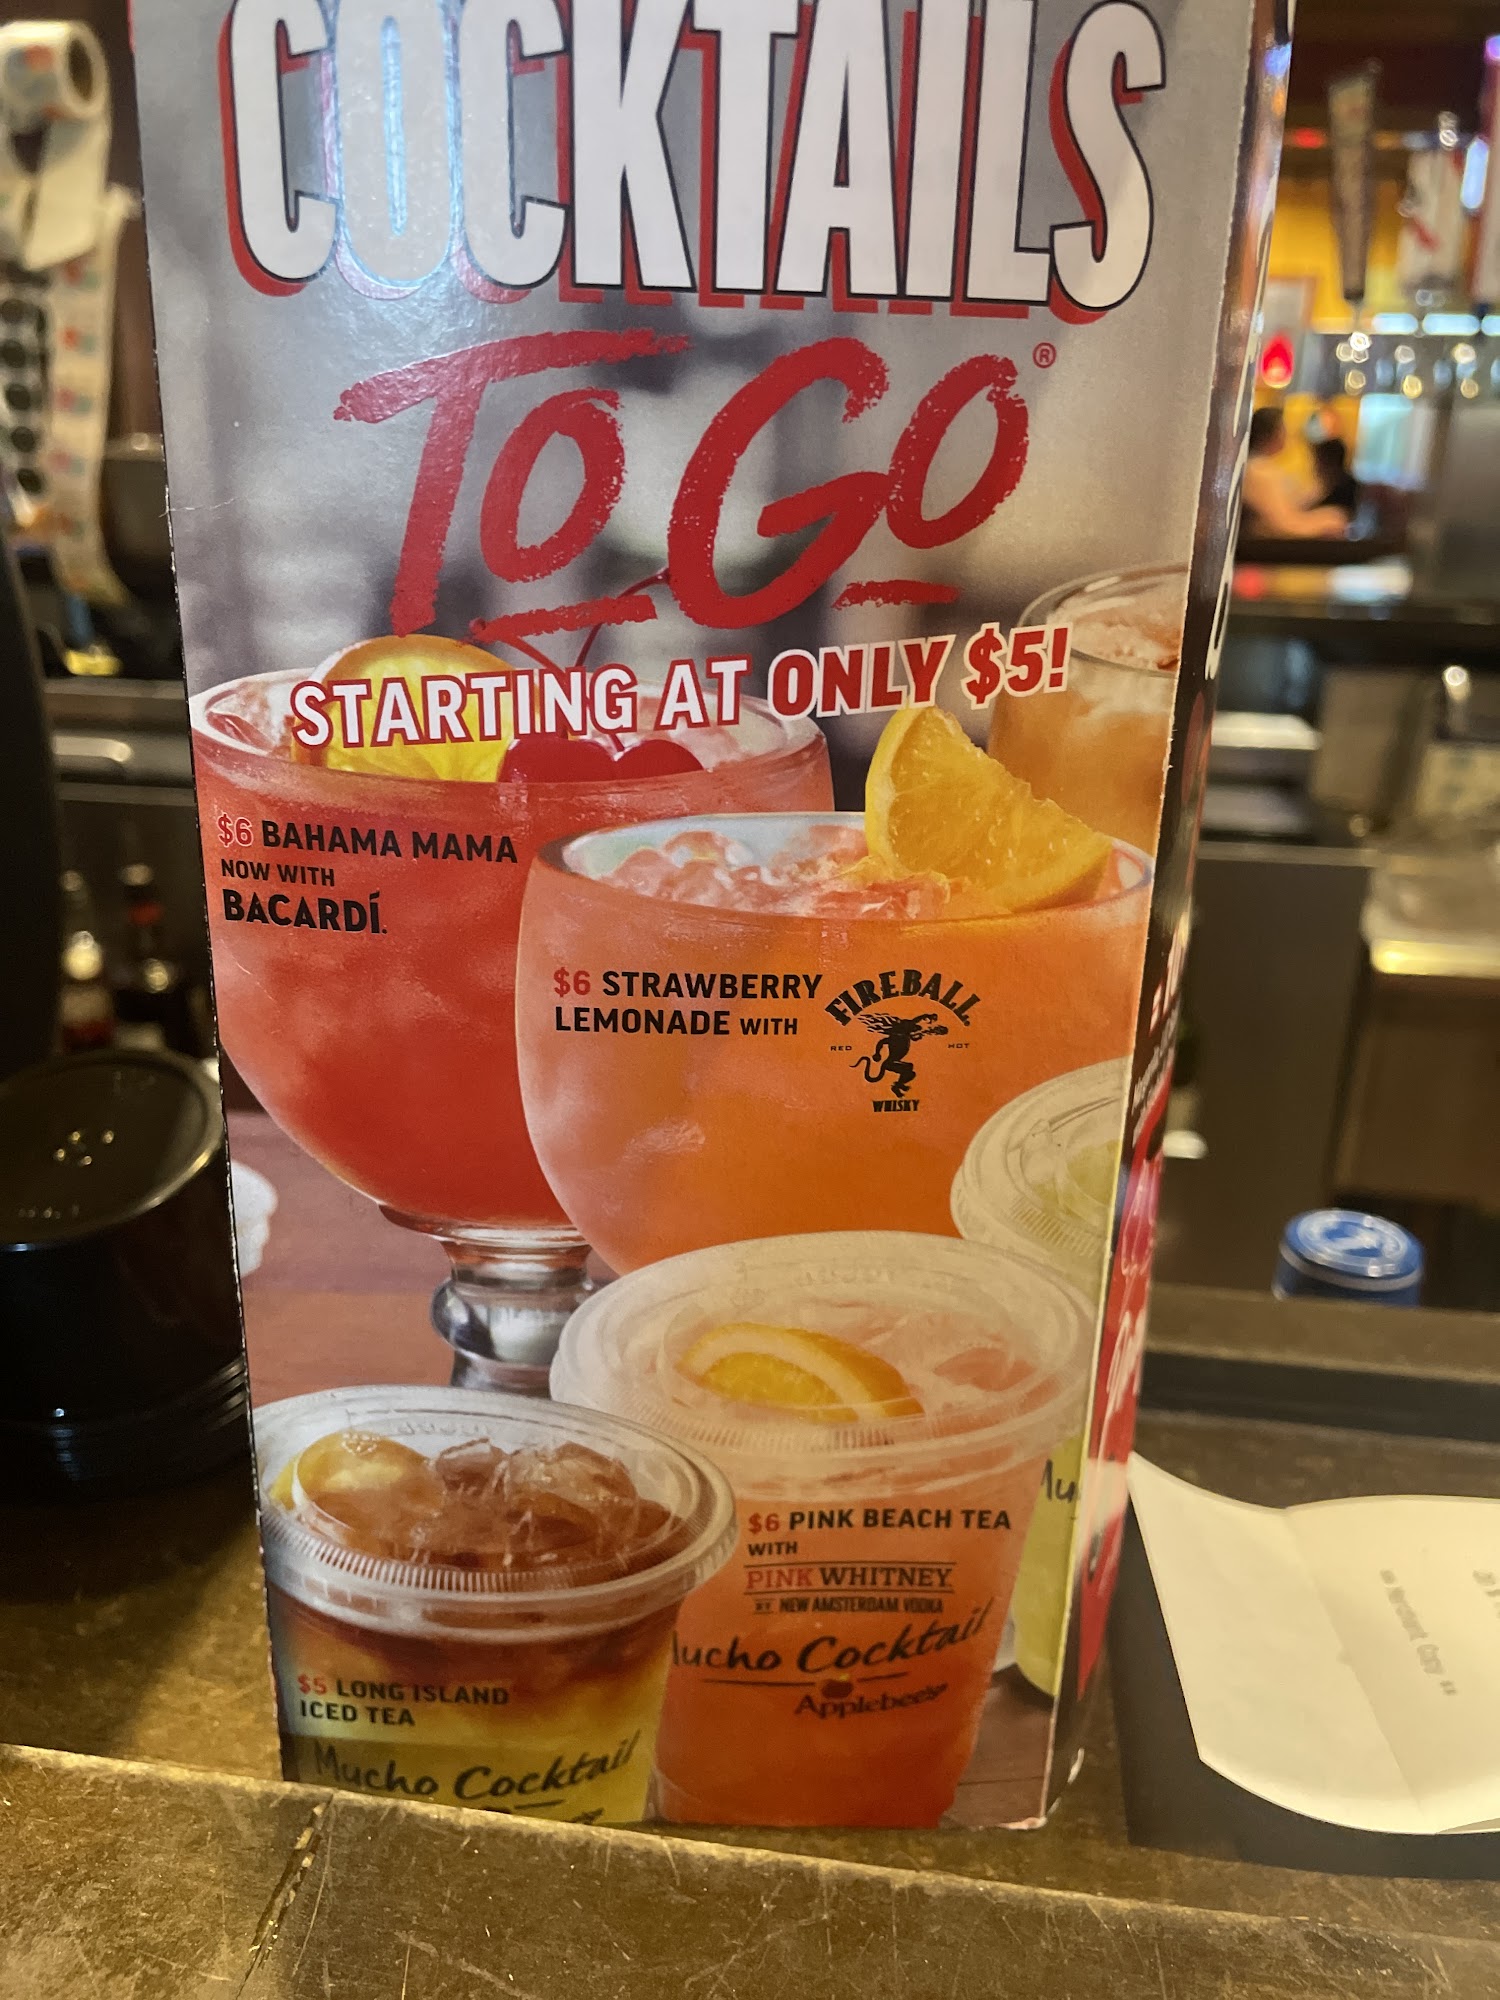 COCKTAILS
TO GO®
STARTING AT ONLY $5!
$6 BAHAMA MAMA
NOW WITH
BACARDÍ.
$6 STRAWBERRY
LEMONADE WITH
FIREBALL
RED HOT
WHISKY
$6 PINK BEACH TEA
WITH
PINK WHITNEY
BY NEW AMSTERDAM VODKA
Mucho Cocktail
Applebee's
$5 LONG ISLAND
ICED TEA
Mucho Cocktail
** Merchant Copy **